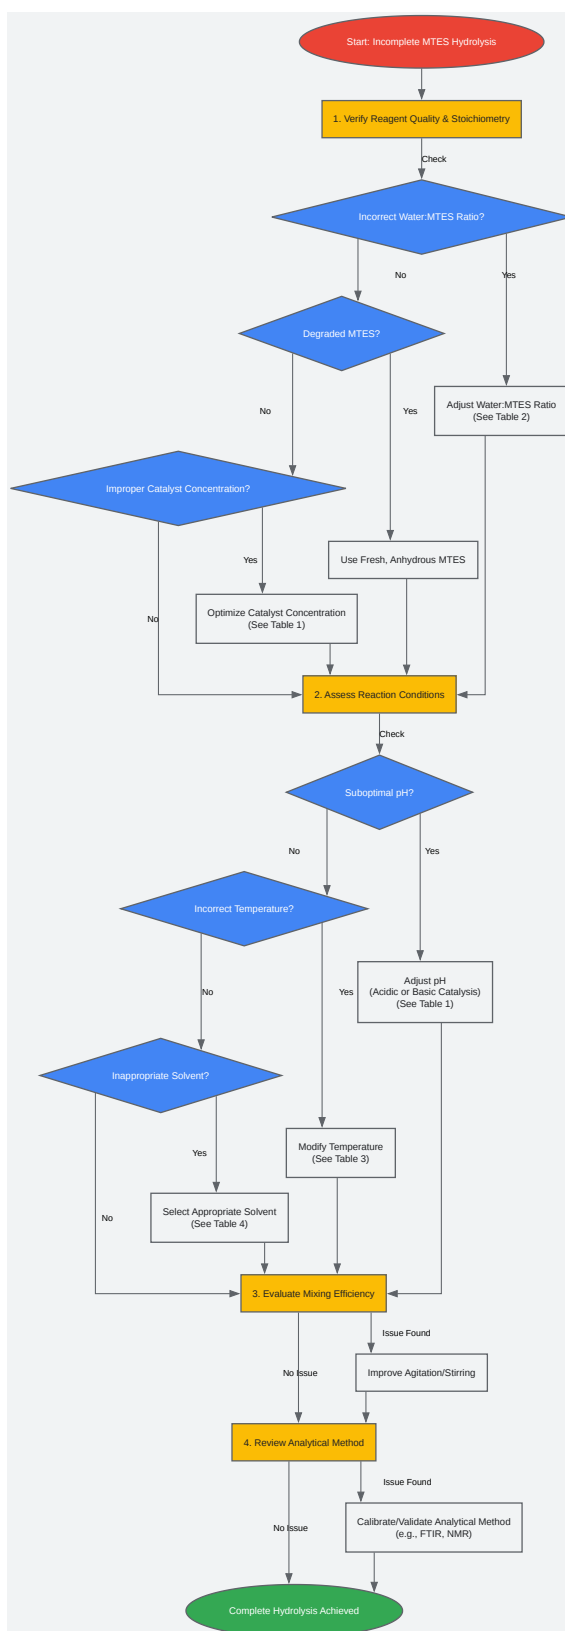 Start: Incomplete MTES Hydrolysis
1. Verify Reagent Quality & Stoichiometry
Check
Incorrect Water:MTES Ratio?
No
Yes
Degraded MTES?
No
Yes
Adjust Water:MTES Ratio
(See Table 2)
Improper Catalyst Concentration?
Yes
Use Fresh, Anhydrous MTES
No
Optimize Catalyst Concentration
(See Table 1)
2. Assess Reaction Conditions
Check
Suboptimal pH?
No
Yes
Incorrect Temperature?
No
Yes
Adjust pH
(Acidic or Basic Catalysis)
(See Table 1)
Inappropriate Solvent?
Yes
Modify Temperature
(See Table 3)
No
Select Appropriate Solvent
(See Table 4)
3. Evaluate Mixing Efficiency
Issue Found
No Issue
Improve Agitation/Stirring
4. Review Analytical Method
Issue Found
No Issue
Calibrate/Validate Analytical Method
(e.g., FTIR, NMR)
Complete Hydrolysis Achieved